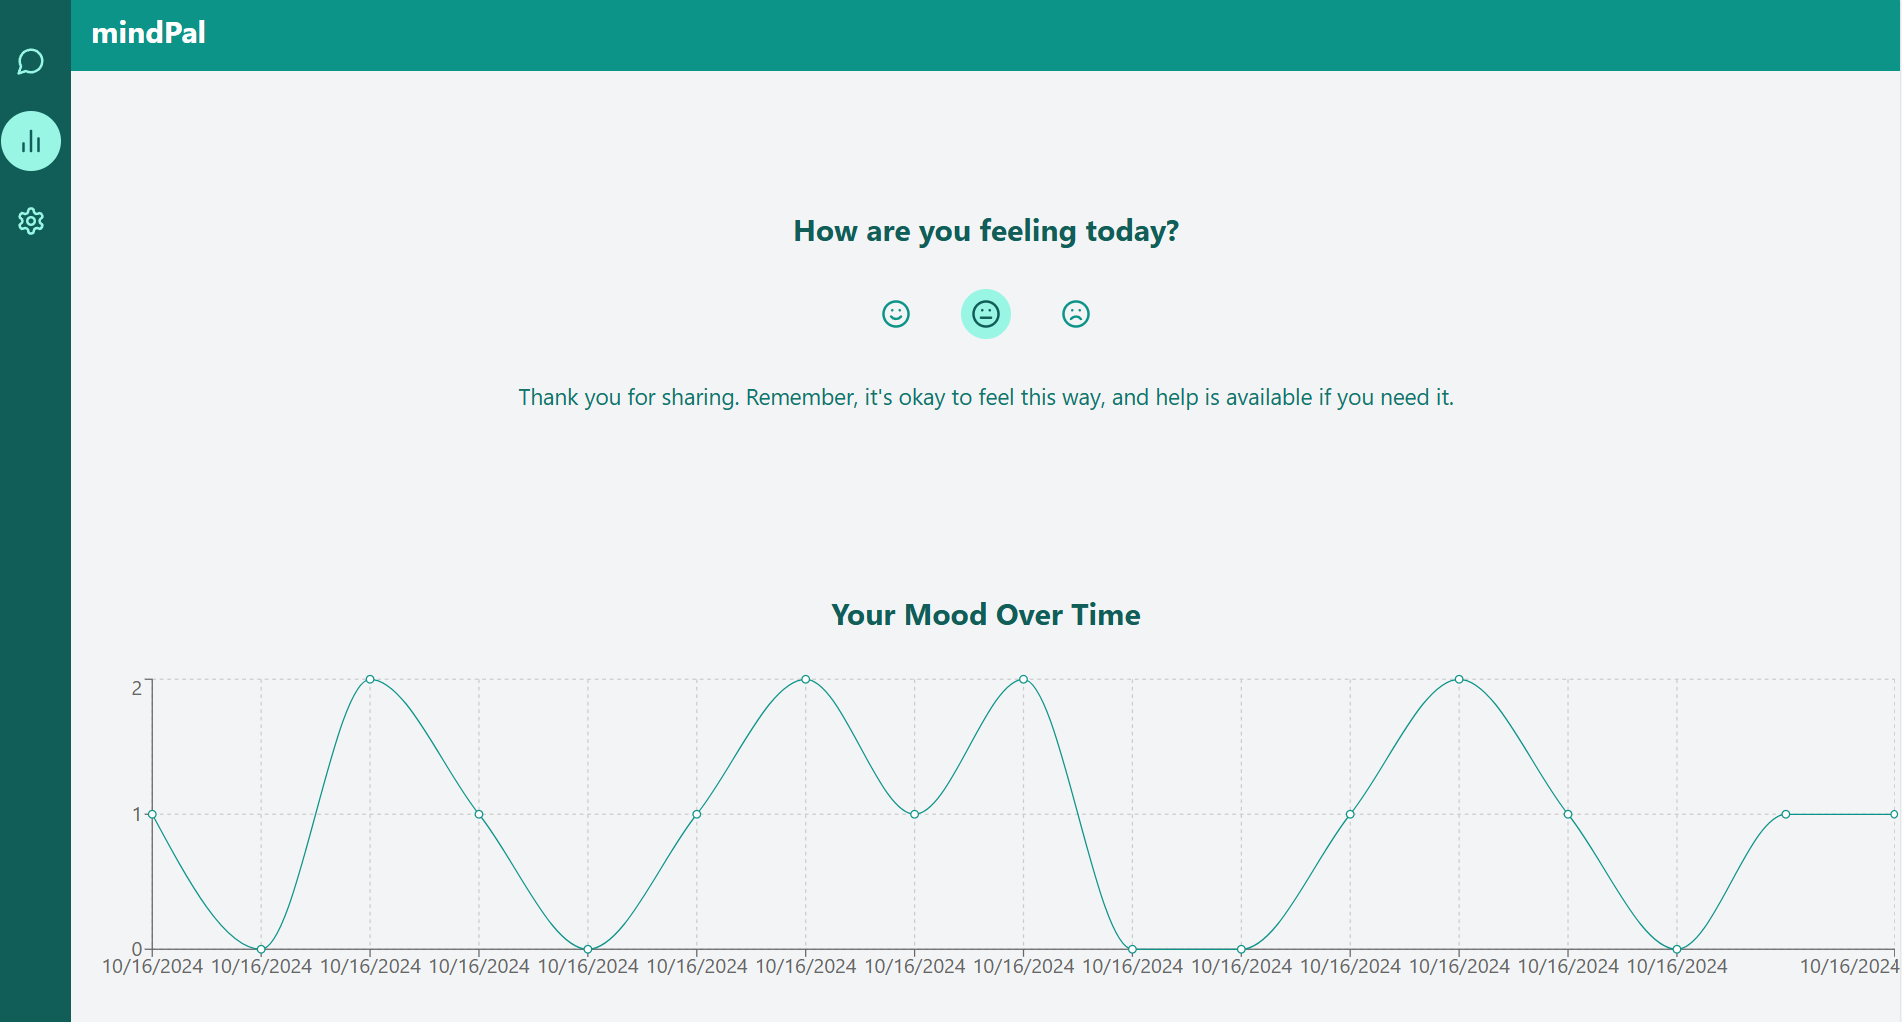 mindPal
How are you feeling today?
Thank you for sharing. Remember, it's okay to feel this way, and help is available if you need it.
Your Mood Over Time
2
1
0
10/16/2024 10/16/2024 10/16/2024 10/16/2024 10/16/2024 10/16/2024 10/16/2024 10/16/2024 10/16/2024 10/16/2024 10/16/2024 10/16/2024 10/16/2024 10/16/2024 10/16/2024 10/16/2024